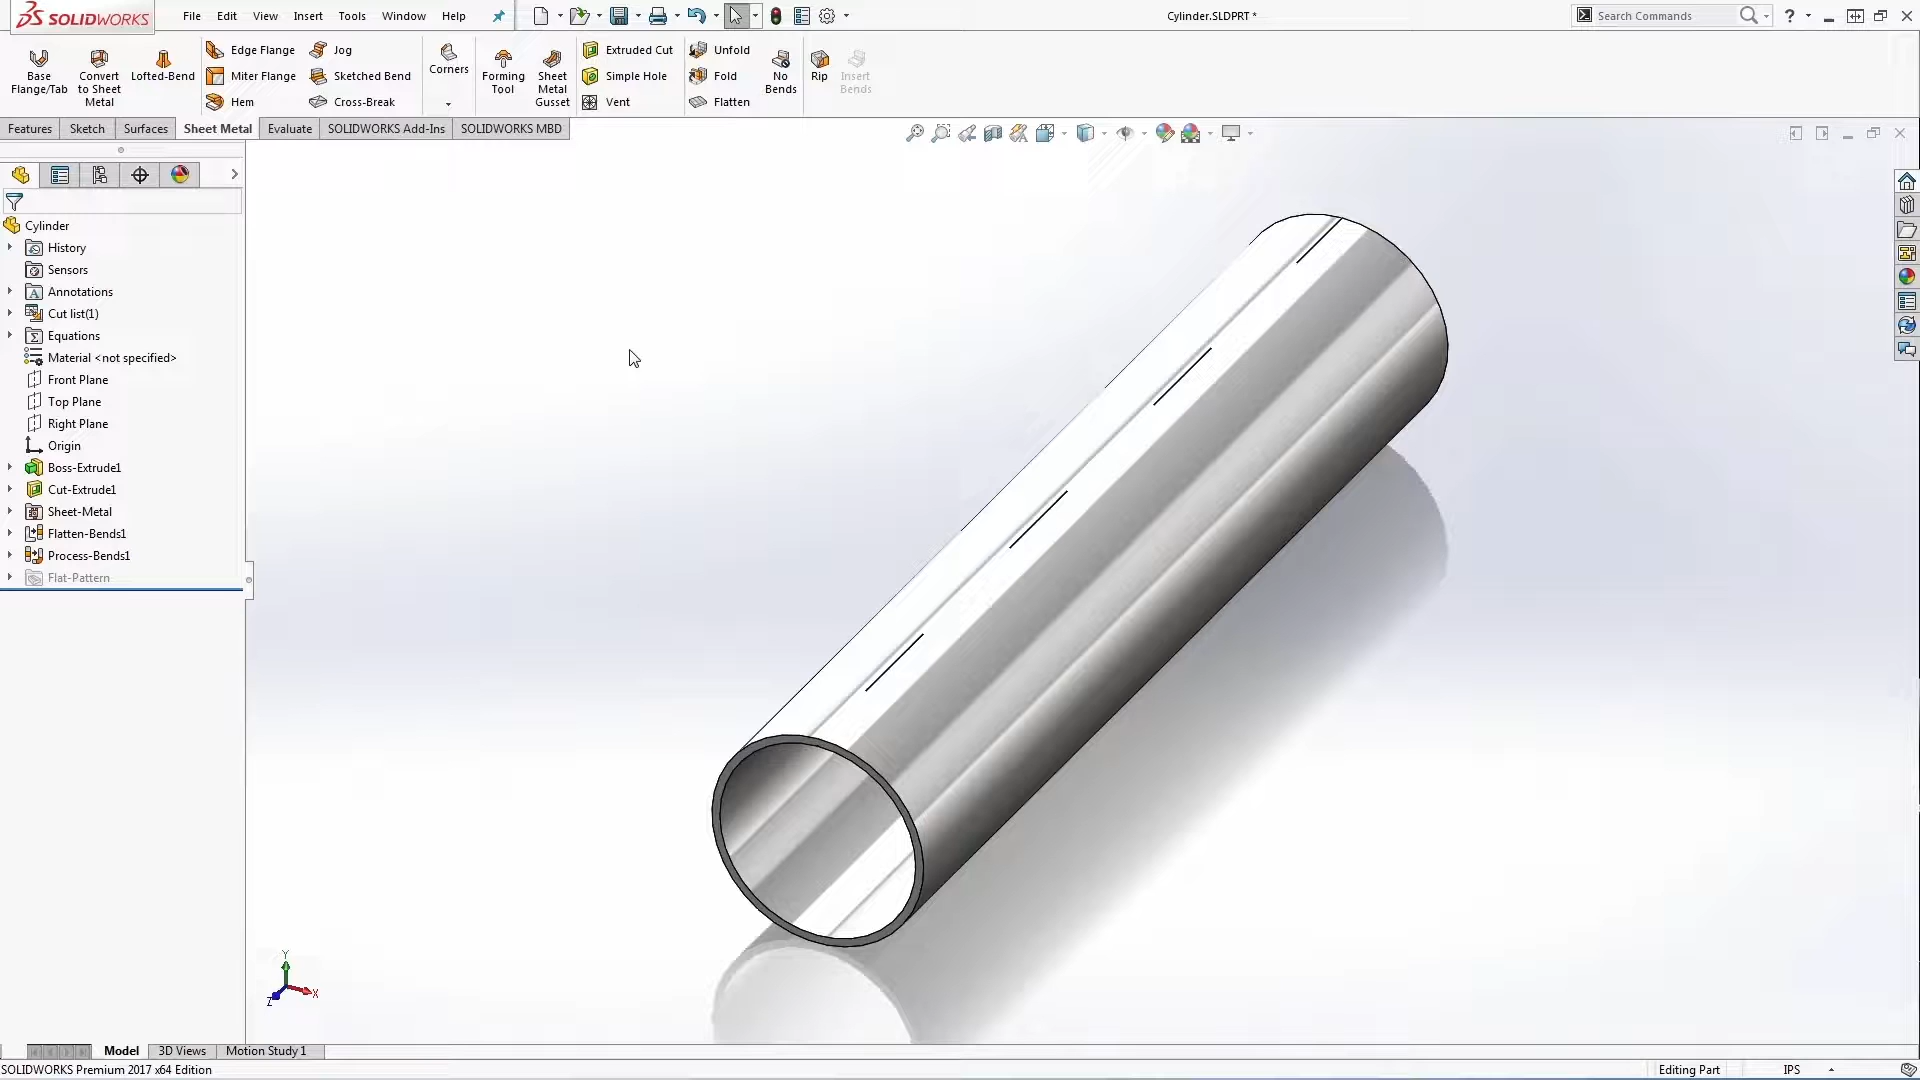 SOLIDWORKS
File Edit View Insert Tools Window Help
Cylinder.SLDPRT *
Search Commands
?
Base Flange/Tab
Convert to Sheet Metal
Lofted-Bend
Edge Flange
Miter Flange
Hem
Jog
Sketched Bend
Cross-Break
Corners
Forming Tool
Sheet Metal Gusset
Extruded Cut
Simple Hole
Vent
Unfold
Fold
Flatten
No Bends
Rip
Insert Bends
Features Sketch Surfaces Sheet Metal Evaluate SOLIDWORKS Add-Ins SOLIDWORKS MBD
Cylinder
History
Sensors
Annotations
Cut list(1)
Equations
Material <not specified>
Front Plane
Top Plane
Right Plane
Origin
Boss-Extrude1
Cut-Extrude1
Sheet-Metal
Flatten-Bends1
Process-Bends1
Flat-Pattern
Y
X
Z
Model 3D Views Motion Study 1
SOLIDWORKS Premium 2017 x64 Edition
Editing Part
IPS